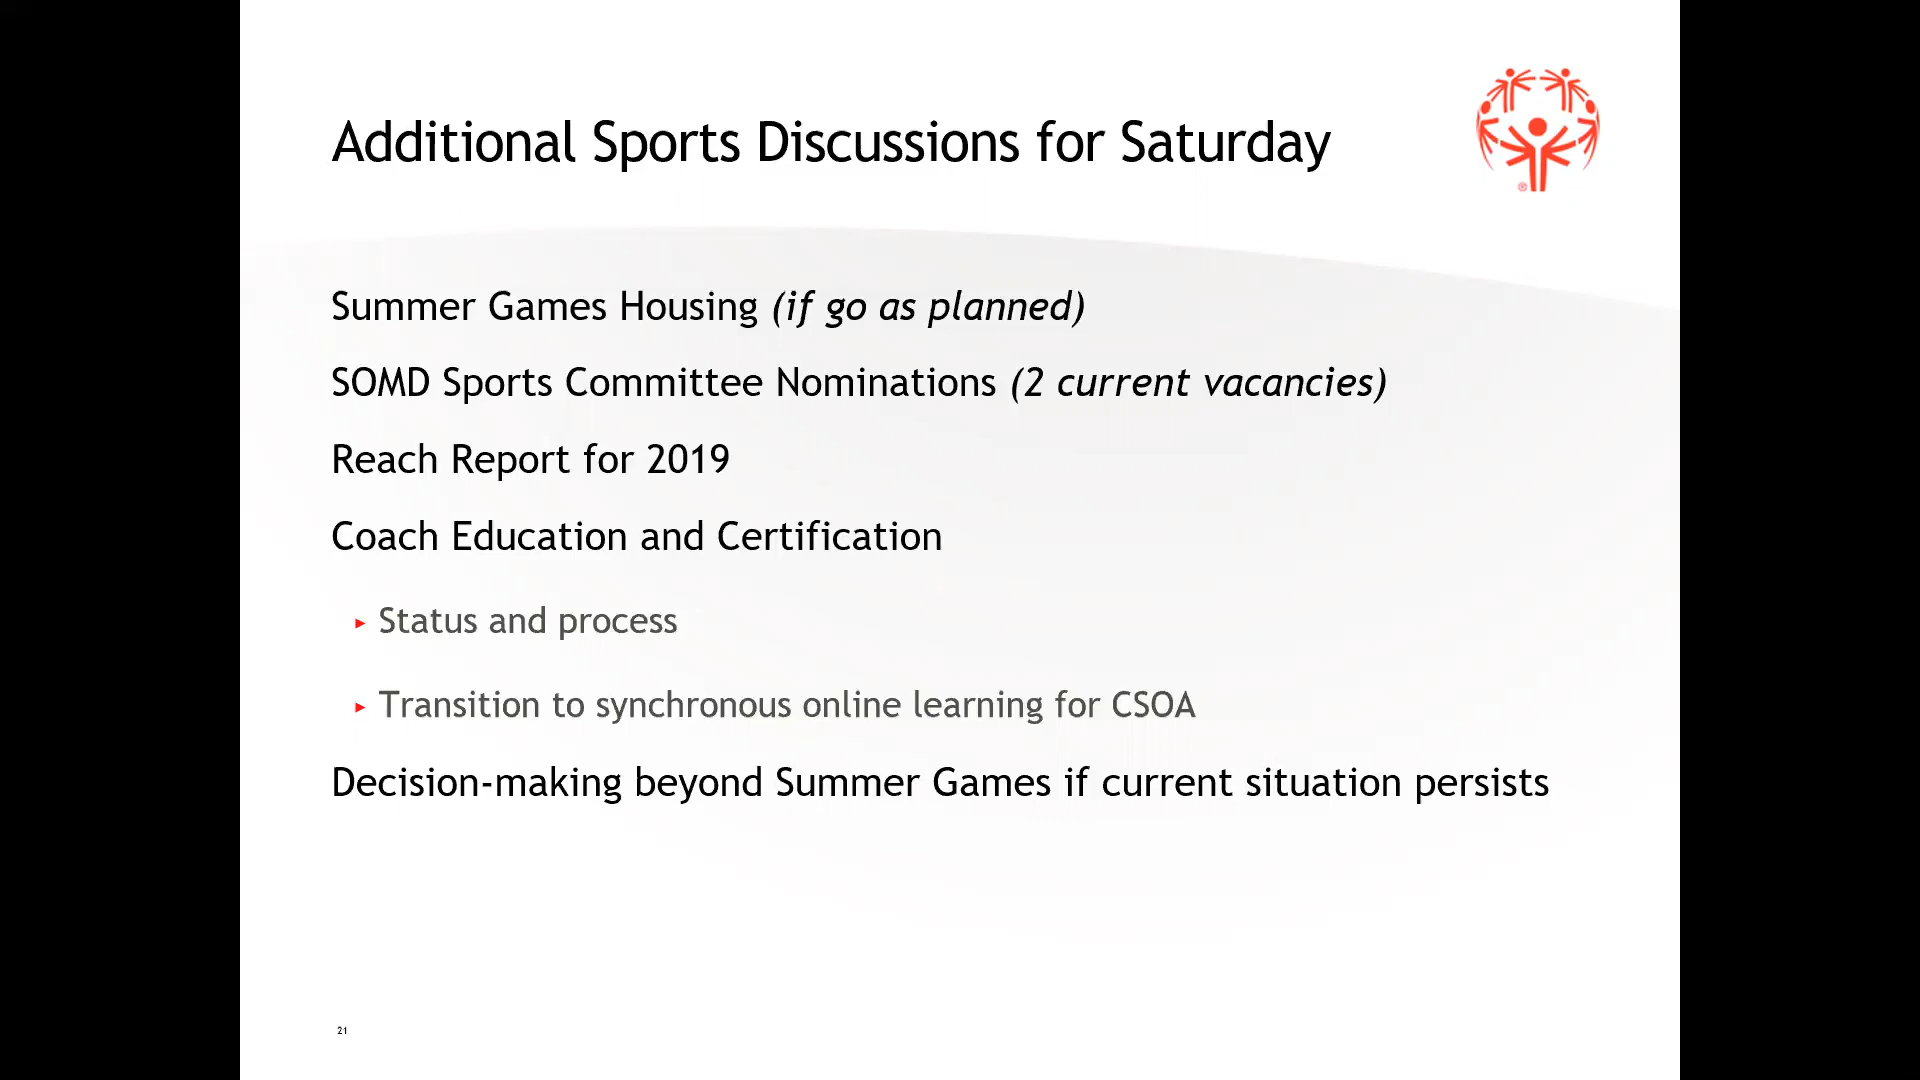 Additional Sports Discussions for Saturday
®
Summer Games Housing (if go as planned)
SOMD Sports Committee Nominations (2 current vacancies)
Reach Report for 2019
Coach Education and Certification
▸ Status and process
▸ Transition to synchronous online learning for CSOA
Decision-making beyond Summer Games if current situation persists
21